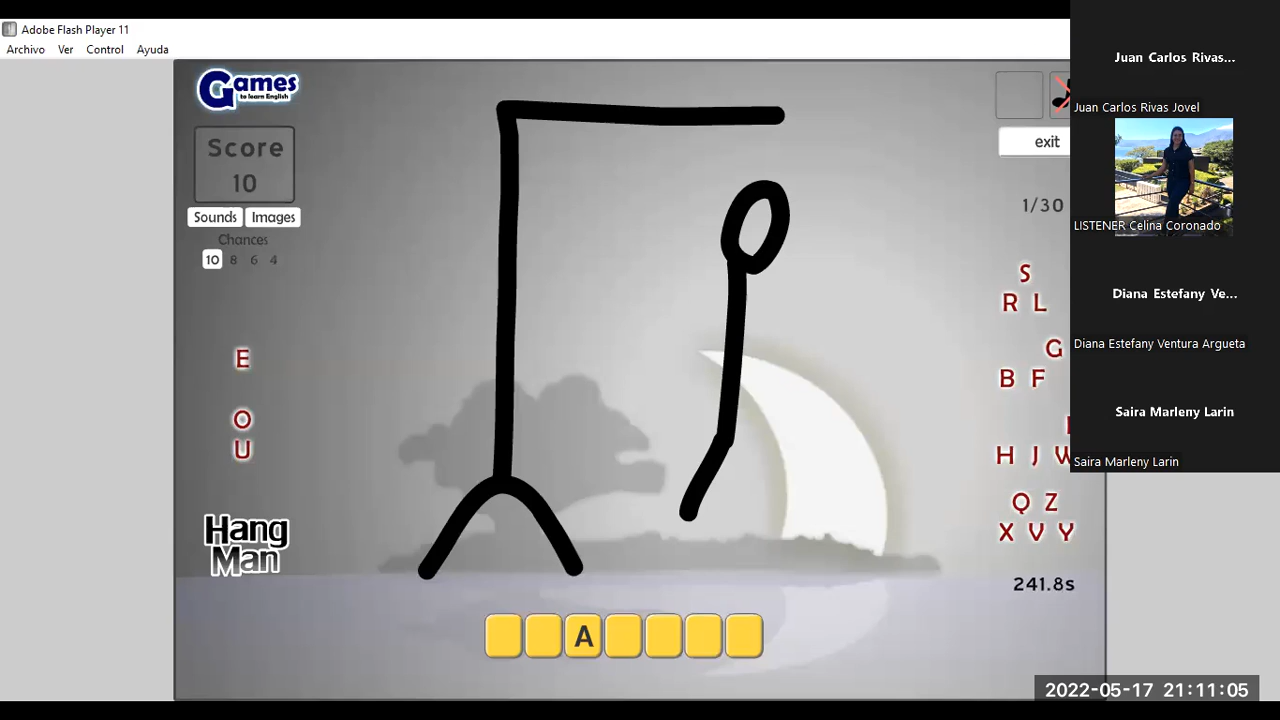 Adobe Flash Player 11
Archivo Ver Control Ayuda
Games
to learn English
Score
10
Sounds Images
Chances
10 8 6 4
E
O
U
Hang
Man
A
exit
1/30
S
R L
G
B F
H J W
Q Z
X V Y
241.8s
Juan Carlos Rivas...
Juan Carlos Rivas Jovel
LISTENER Celina Coronado
Diana Estefany Ve...
Diana Estefany Ventura Argueta
Saira Marleny Larin
Saira Marleny Larin
2022-05-17 21:11:05